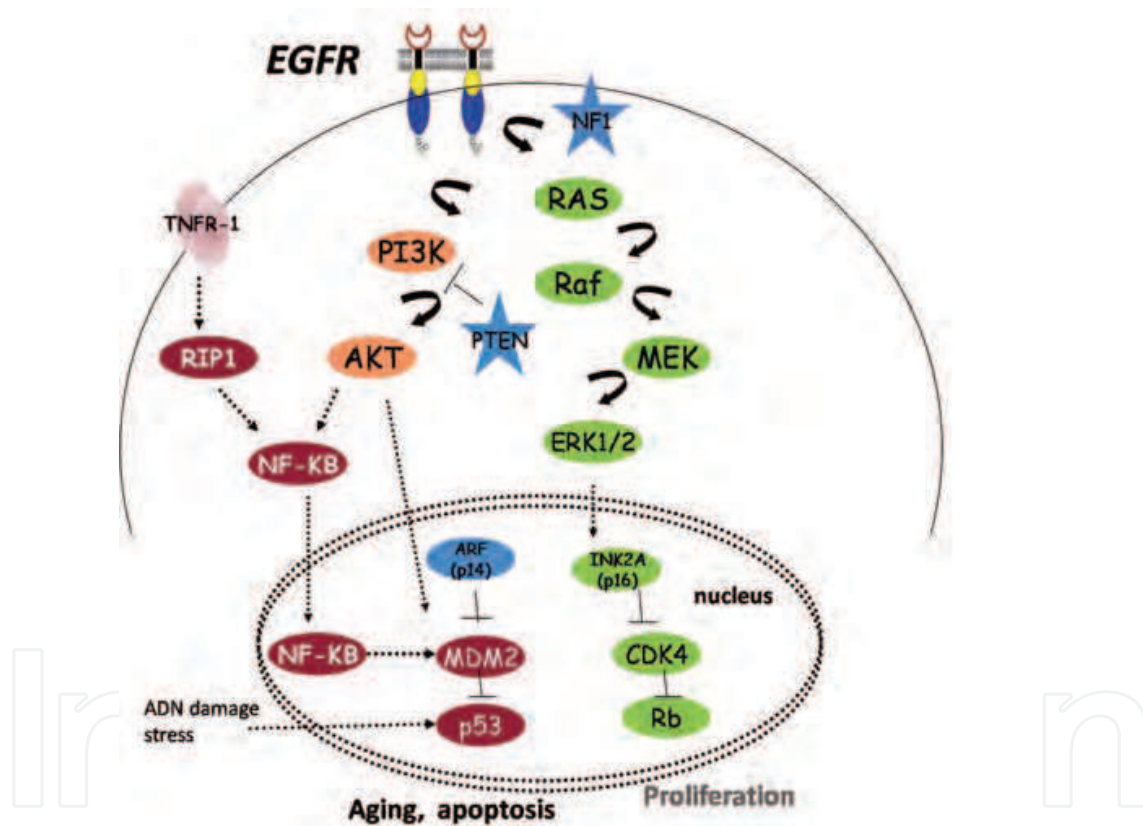 EGFR
NF1
TNFR-1
RAS
PI3K
Raf
PTEN
RIP1
AKT
MEK
ERK1/2
NF-KB
ARF
(p14)
INK2A
(p16)
nucleus
NF-KB
MDM2
CDK4
ADN damage
stress
p53
Rb
Aging, apoptosis
Proliferation
In
n